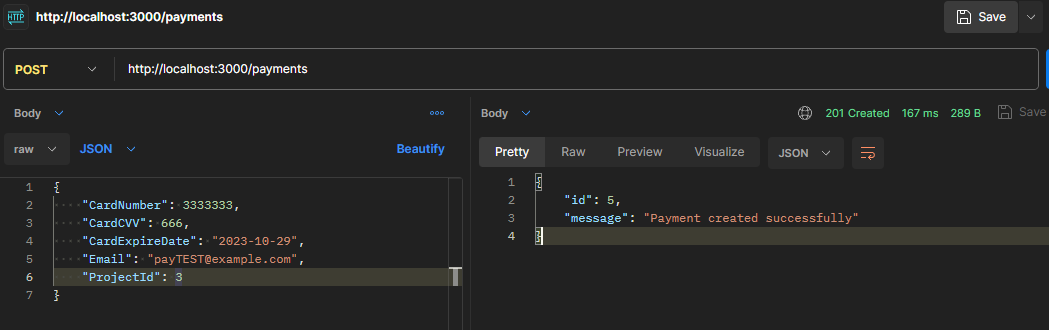 HTTP http://localhost:3000/payments Save
POST http://localhost:3000/payments
Body
raw JSON Beautify
1 {
2 "CardNumber": 3333333,
3 "CardCVV": 666,
4 "CardExpireDate": "2023-10-29",
5 "Email": "payTEST@example.com",
6 "ProjectId": 3
7 }
Body 201 Created 167 ms 289 B Save
Pretty Raw Preview Visualize JSON
1 {
2 "id": 5,
3 "message": "Payment created successfully"
4 }